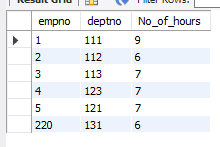 Result Grid Filter Rows:
empno deptno No_of_hours
1 111 9
2 112 6
3 113 7
4 123 7
5 121 7
220 131 6